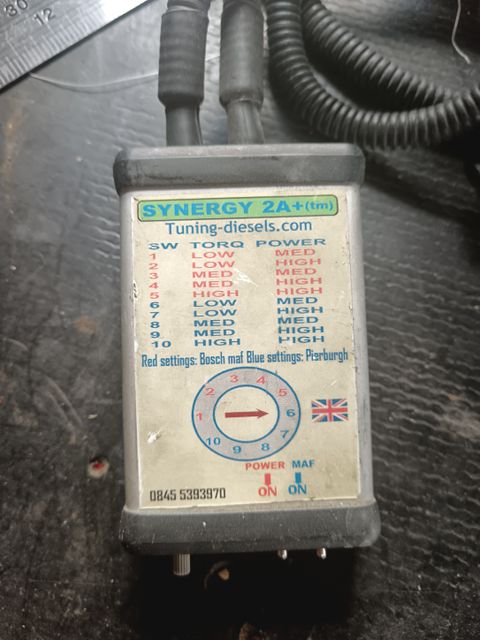 30
12
SYNERGY 2A+(tm)
Tuning-diesels.com
SW TORQ POWER
1 LOW MED
2 LOW HIGH
3 MED MED
4 MED HIGH
5 HIGH HIGH
6 LOW MED
7 LOW HIGH
8 MED MED
9 MED HIGH
10 HIGH HIGH
Red settings: Bosch maf Blue settings: Pierburgh
1 2 3 4 5 6 7 8 9 10
POWER MAF
ON ON
0845 5393970